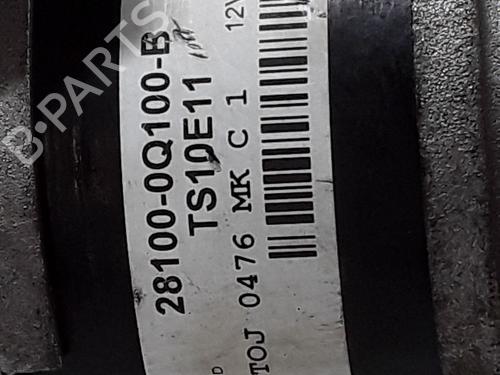 28100-0Q100-B
TS10E11
TOJ 0476 MK C 1 12V
D
B-PARTS